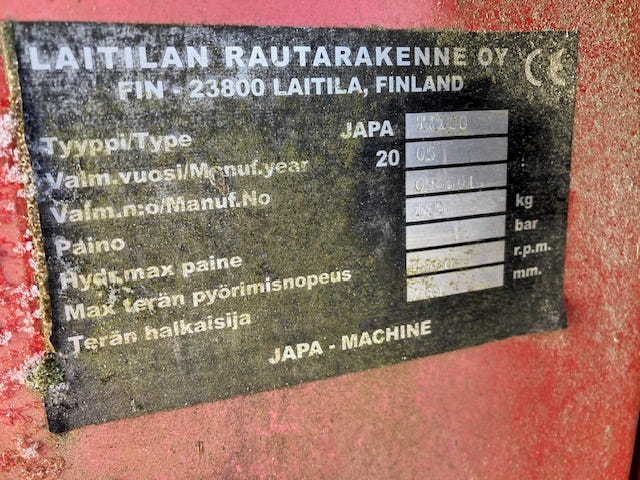 LAITILAN RAUTARAKENNE OY CE
FIN - 23800 LAITILA, FINLAND
Tyyppi/Type JAPA
Valm.vuosi/Manuf.year 20 05
Valm.n:o/Manuf.No
Paino kg
Hydr.max paine bar
Max terän pyörimisnopeus r.p.m.
Terän halkaisija mm.
JAPA - MACHINE